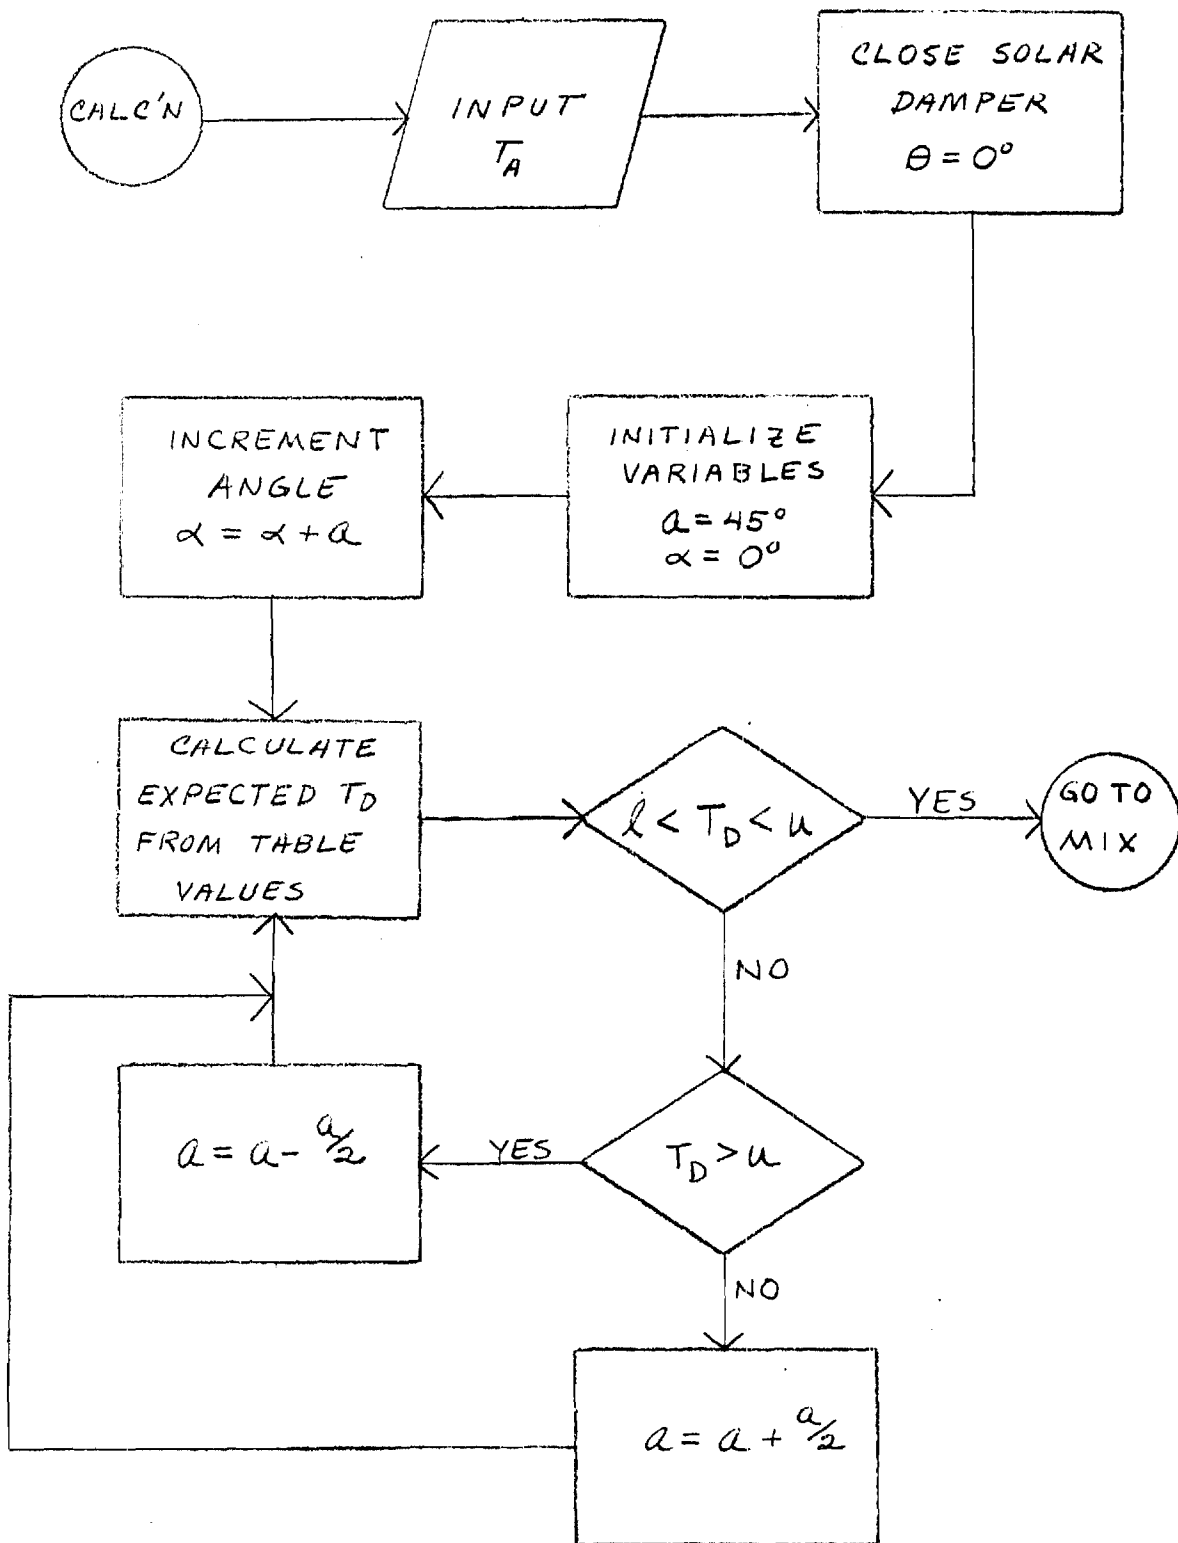 CALC'N
INPUT
T_A
CLOSE SOLAR
DAMPER
θ = 0°
INITIALIZE
VARIABLES
a = 45°
α = 0°
INCREMENT
ANGLE
α = α + a
CALCULATE
EXPECTED T_D
FROM TABLE
VALUES
l < T_D < u
YES
GO TO
MIX
NO
T_D > u
YES
a = a - a/2
NO
a = a + a/2